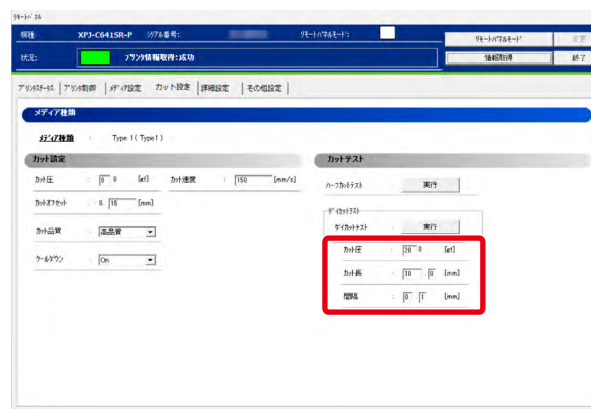 ﾘﾓｰﾄﾊﾟﾈﾙ
機種　XPJ-C641SR-P　ｼﾘｱﾙ番号:　ﾘﾓｰﾄﾊﾟﾈﾙﾓｰﾄﾞ:　ﾘﾓｰﾄﾊﾟﾈﾙﾓｰﾄﾞ　変更
状況:　ﾌﾟﾘﾝﾀ情報取得:成功　情報取得　終了
ﾌﾟﾘﾝﾀｽﾃｰﾀｽ　ﾌﾟﾘﾝﾀ制御　ﾒﾃﾞｨｱ設定　カット設定　詳細設定　その他設定
メディア種類
ﾒﾃﾞｨｱ種類　:　Type 1 ( Type1 )
カット設定
ｶｯﾄ圧　:　8 0　[gf]　ｶｯﾄ速度　:　150　[mm/s]
ｶｯﾄｵﾌｾｯﾄ　:　0. 15　[mm]
ｶｯﾄ品質　:　高品質
ｸｰﾙﾀﾞｳﾝ　:　On
カットテスト
ﾊｰﾌｶｯﾄﾃｽﾄ　:　実行
ﾀﾞｲｶｯﾄﾃｽﾄ
ﾀﾞｲｶｯﾄﾃｽﾄ　:　実行
ｶｯﾄ圧　:　20 0　[gf]
ｶｯﾄ長　:　10 . 0　[mm]
間隔　:　0 . 1　[mm]